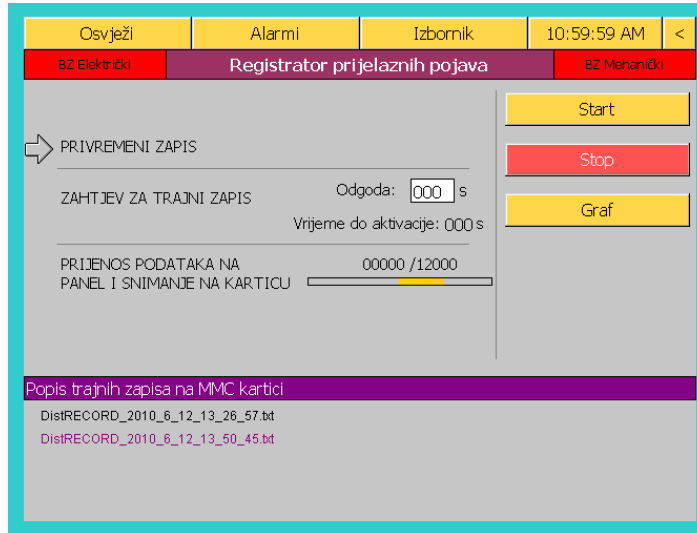 Osvježi Alarmi Izbornik 10:59:59 AM <
BZ Električki Registrator prijelaznih pojava BZ Mehanički
Start
PRIVREMENI ZAPIS
Stop
ZAHTJEV ZA TRAJNI ZAPIS Odgoda: 000 s
Graf
Vrijeme do aktivacije: 000 s
PRIJENOS PODATAKA NA 00000 /12000
PANEL I SNIMANJE NA KARTICU
Popis trajnih zapisa na MMC kartici
DistRECORD_2010_6_12_13_26_57.txt
DistRECORD_2010_6_12_13_50_45.txt